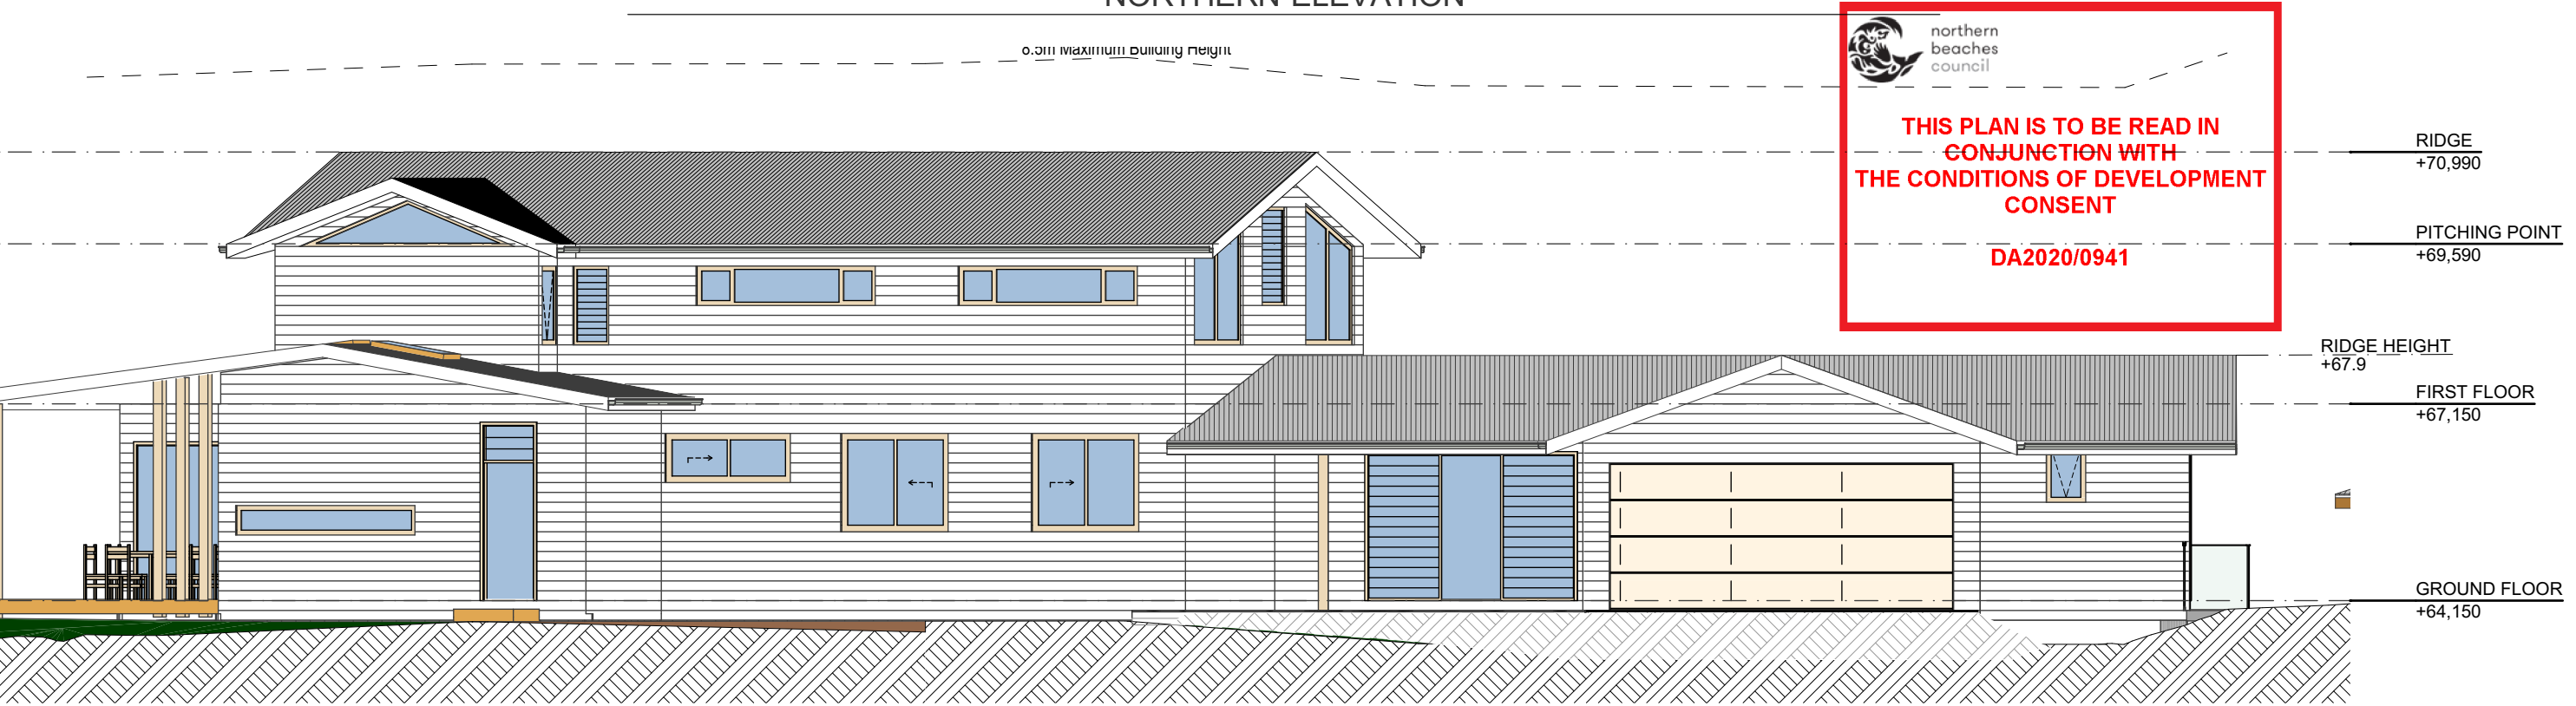 NORTHERN ELEVATION
8.5m Maximum Building Height
northern
beaches
council
THIS PLAN IS TO BE READ IN
CONJUNCTION WITH
THE CONDITIONS OF DEVELOPMENT
CONSENT
DA2020/0941
RIDGE
+70,990
PITCHING POINT
+69,590
RIDGE HEIGHT
+67.9
FIRST FLOOR
+67,150
GROUND FLOOR
+64,150